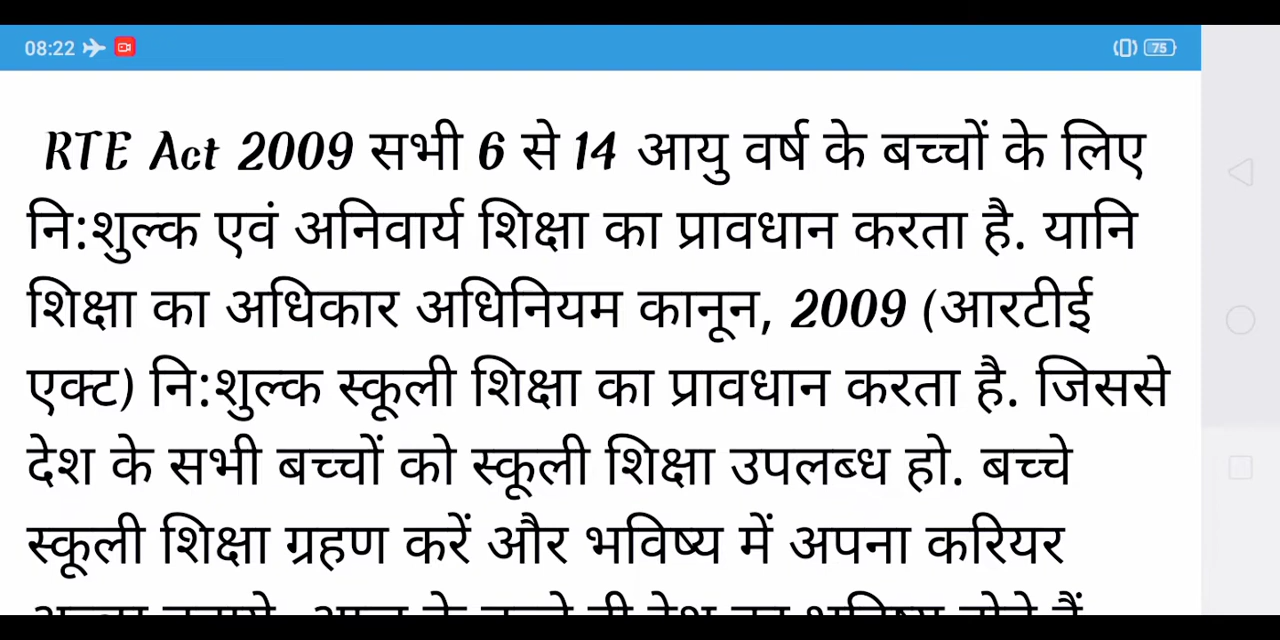 08:22
75
RTE Act 2009 सभी 6 से 14 आयु वर्ष के बच्चों के लिए
नि:शुल्क एवं अनिवार्य शिक्षा का प्रावधान करता है. यानि
शिक्षा का अधिकार अधिनियम कानून, 2009 (आरटीई
एक्ट) नि:शुल्क स्कूली शिक्षा का प्रावधान करता है. जिससे
देश के सभी बच्चों को स्कूली शिक्षा उपलब्ध हो. बच्चे
स्कूली शिक्षा ग्रहण करें और भविष्य में अपना करियर